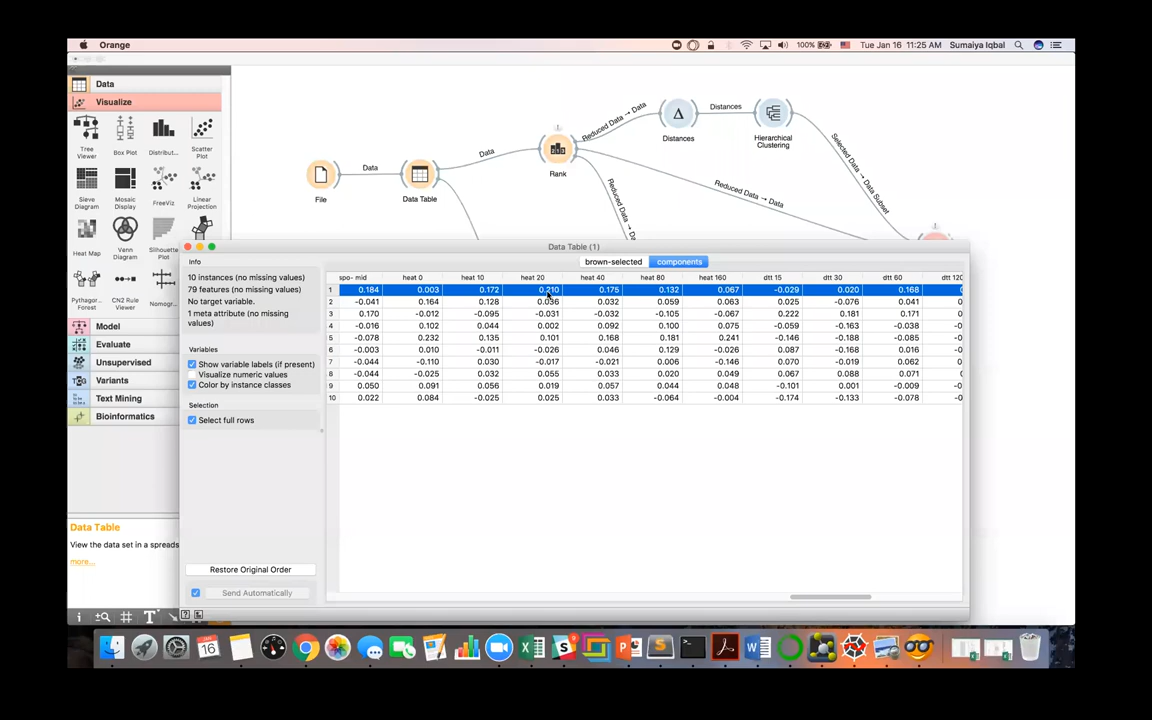 Orange
100%
Tue Jan 16 11:25 AM
Sumaiya Iqbal
Data
Visualize
Tree Viewer
Box Plot
Distribut...
Scatter Plot
Sieve Diagram
Mosaic Display
FreeViz
Linear Projection
Heat Map
Venn Diagram
Silhouette Plot
Pythagor... Forest
CN2 Rule Viewer
Nomogr...
Model
Evaluate
Unsupervised
Variants
Text Mining
Bioinformatics
Data Table
View the data set in a spreads
more...
File
Data
Data Table
Data
Rank
Reduced Data → Data
Distances
Distances
Hierarchical Clustering
Selected Data → Data Subset
Reduced Data → Data
Reduced Data → Da
Data Table (1)
Info
10 instances (no missing values)
79 features (no missing values)
No target variable.
1 meta attribute (no missing
values)
Variables
Show variable labels (if present)
Visualize numeric values
Color by instance classes
Selection
Select full rows
Restore Original Order
Send Automatically
brown-selected components
spo- mid heat 0 heat 10 heat 20 heat 40 heat 80 heat 160 dtt 15 dtt 30 dtt 60 dtt 120
1 0.184 0.003 0.172 0.210 0.175 0.132 0.067 -0.029 0.020 0.168
2 -0.041 0.164 0.128 0.036 0.032 0.059 0.063 0.025 -0.076 0.041 0
3 0.170 -0.012 -0.095 -0.031 -0.032 -0.105 -0.067 0.222 0.181 0.171 0
4 -0.016 0.102 0.044 0.002 0.092 0.100 0.075 -0.059 -0.163 -0.038 -0
5 -0.078 0.232 0.135 0.101 0.168 0.181 0.241 -0.146 -0.188 -0.085 -0
6 -0.003 0.010 -0.011 -0.026 0.046 0.129 -0.026 0.087 -0.168 0.016 -0
7 -0.044 -0.110 0.030 -0.017 -0.021 0.006 -0.148 0.070 -0.019 0.062 0
8 -0.044 -0.025 0.032 0.055 0.033 0.020 0.049 0.067 0.088 0.071 0
9 0.050 0.091 0.056 0.019 0.057 0.044 0.048 -0.101 0.001 -0.009 -0
10 0.022 0.084 -0.025 0.025 0.033 -0.064 -0.004 -0.174 -0.133 -0.078 -0